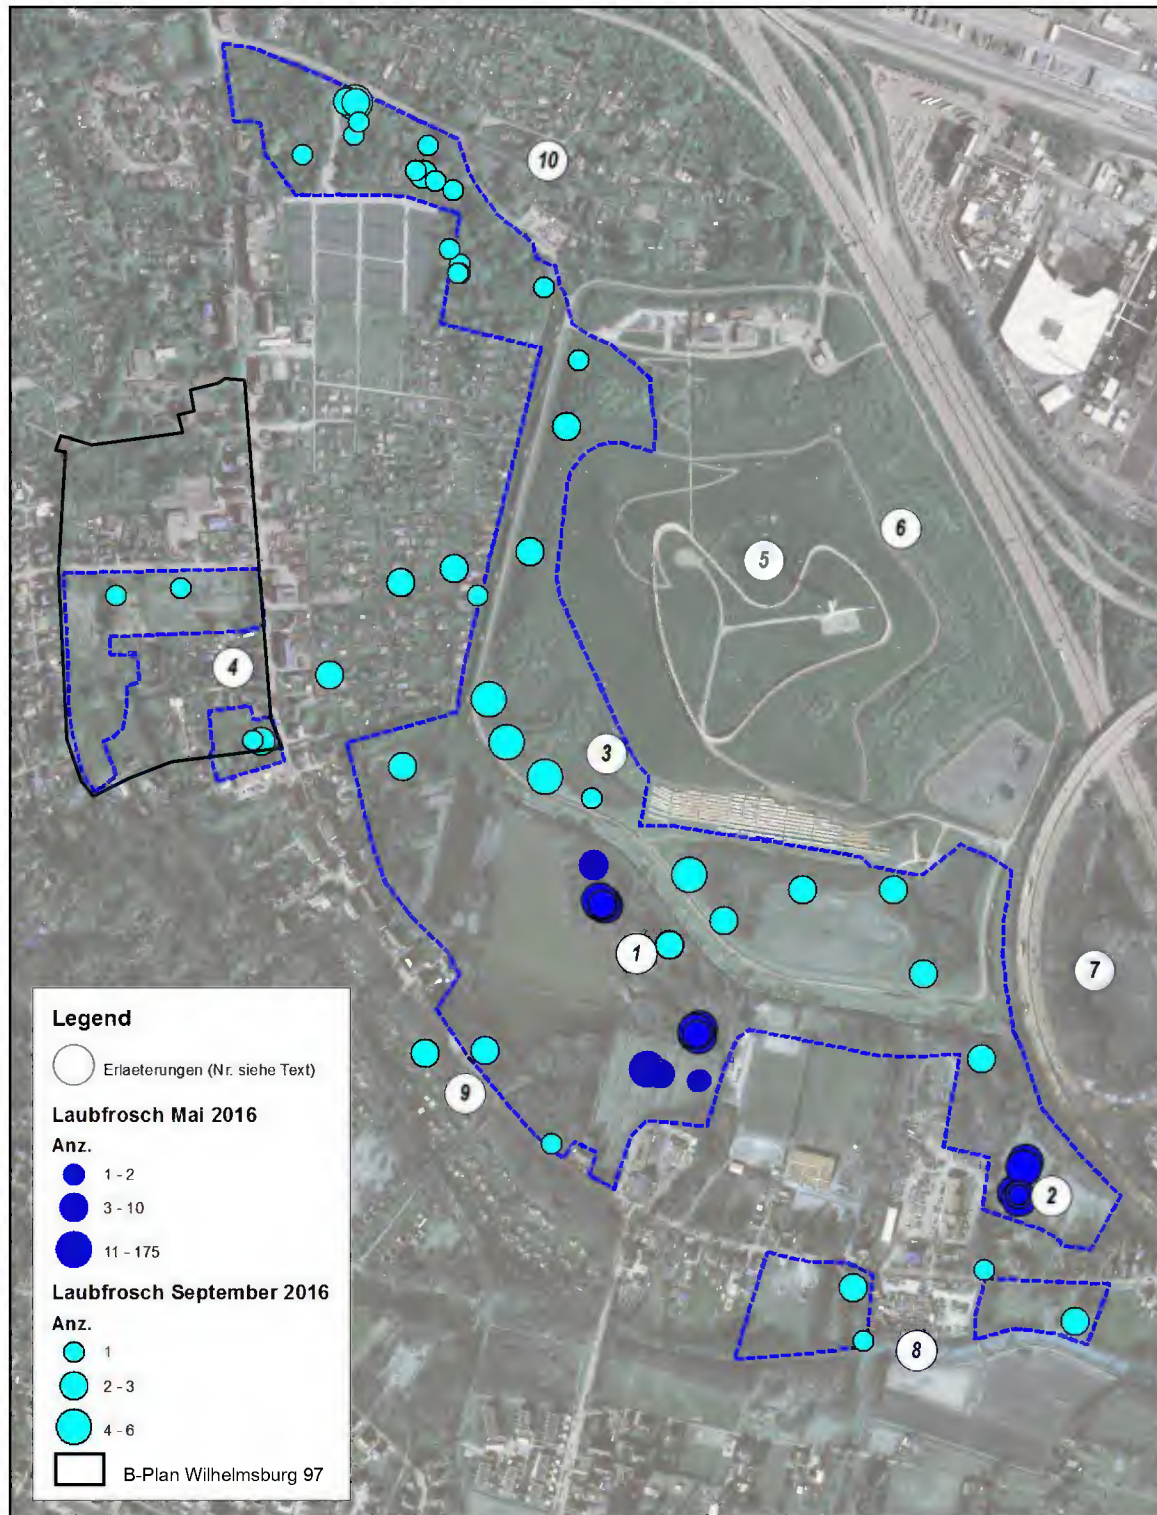 10
6
5
4
3
1
7
9
2
8
Legend
Erlaeterungen (Nr. siehe Text)
Laubfrosch Mai 2016
Anz.
1 - 2
3 - 10
11 - 175
Laubfrosch September 2016
Anz.
1
2 - 3
4 - 6
B-Plan Wilhelmsburg 97